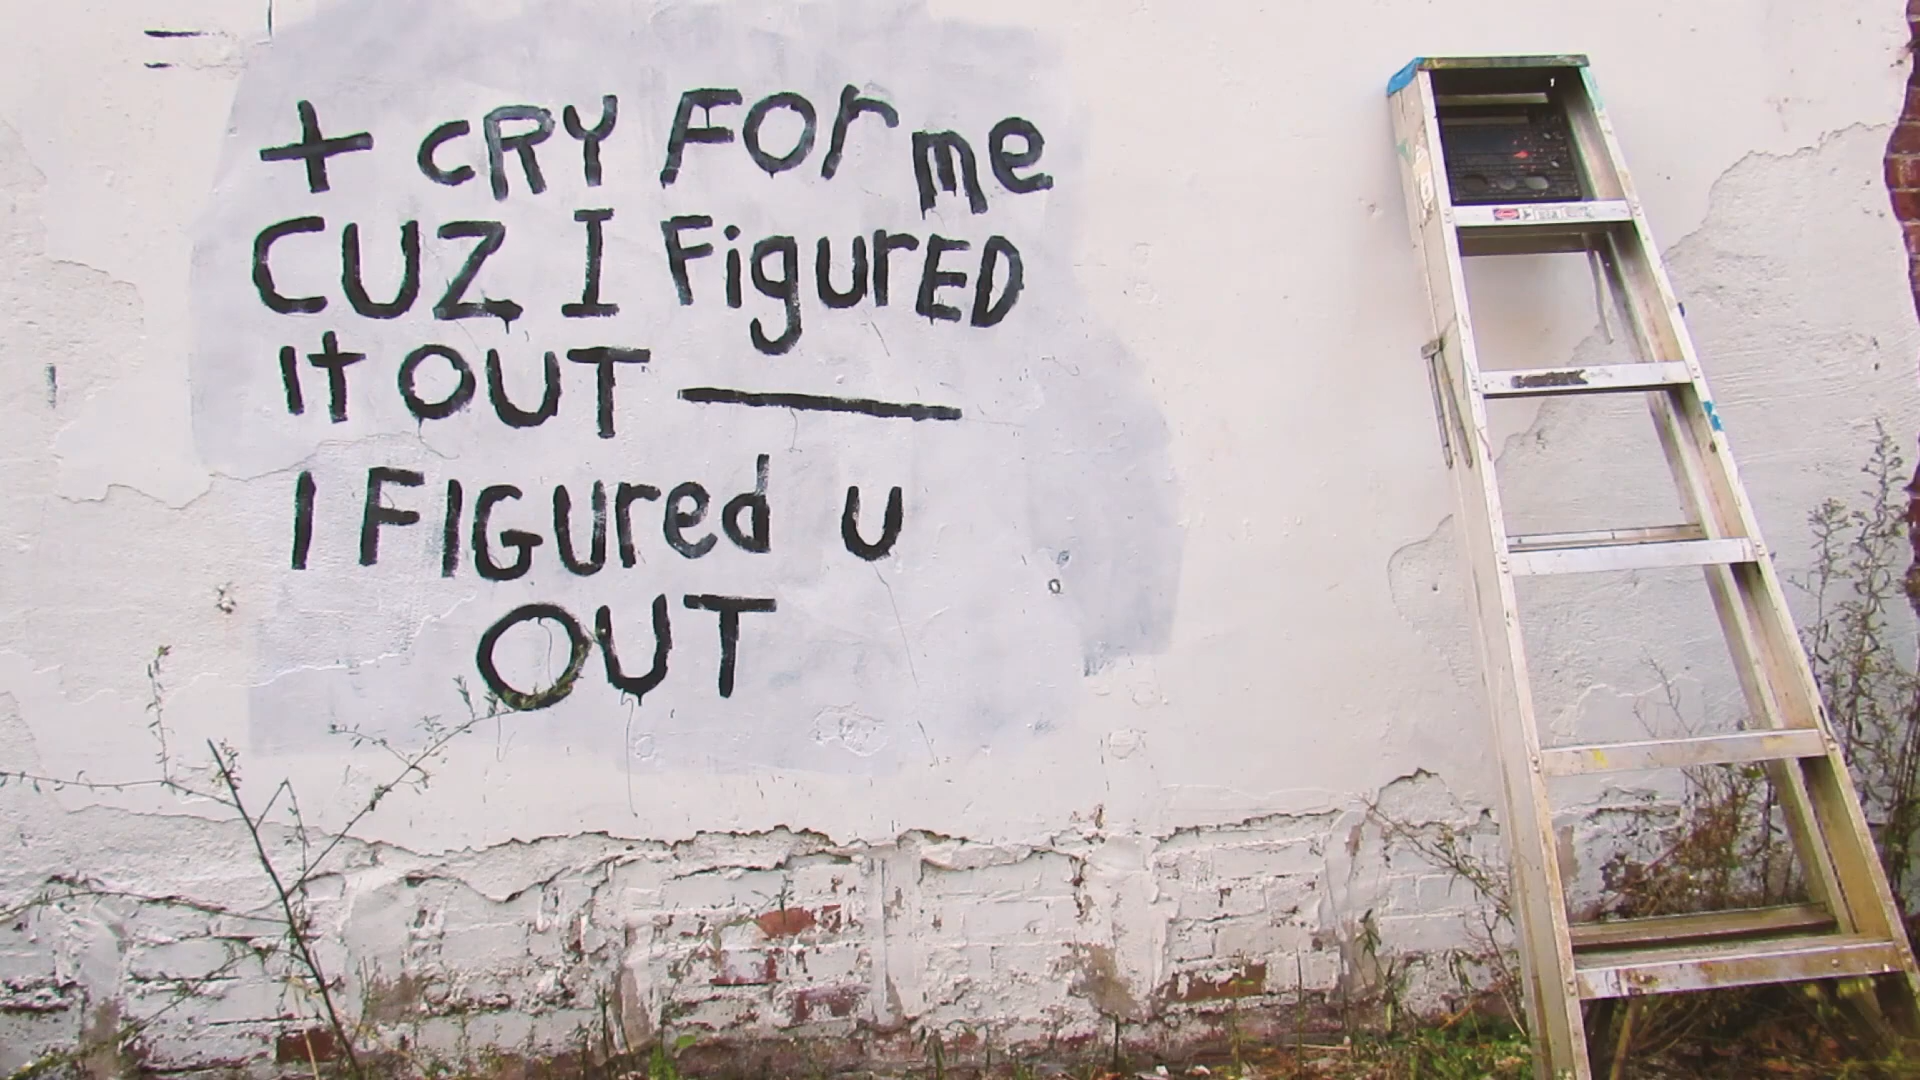 + CRY FOr me
CUZ I FigurED
It OUT —
I FIGUred U
OUT